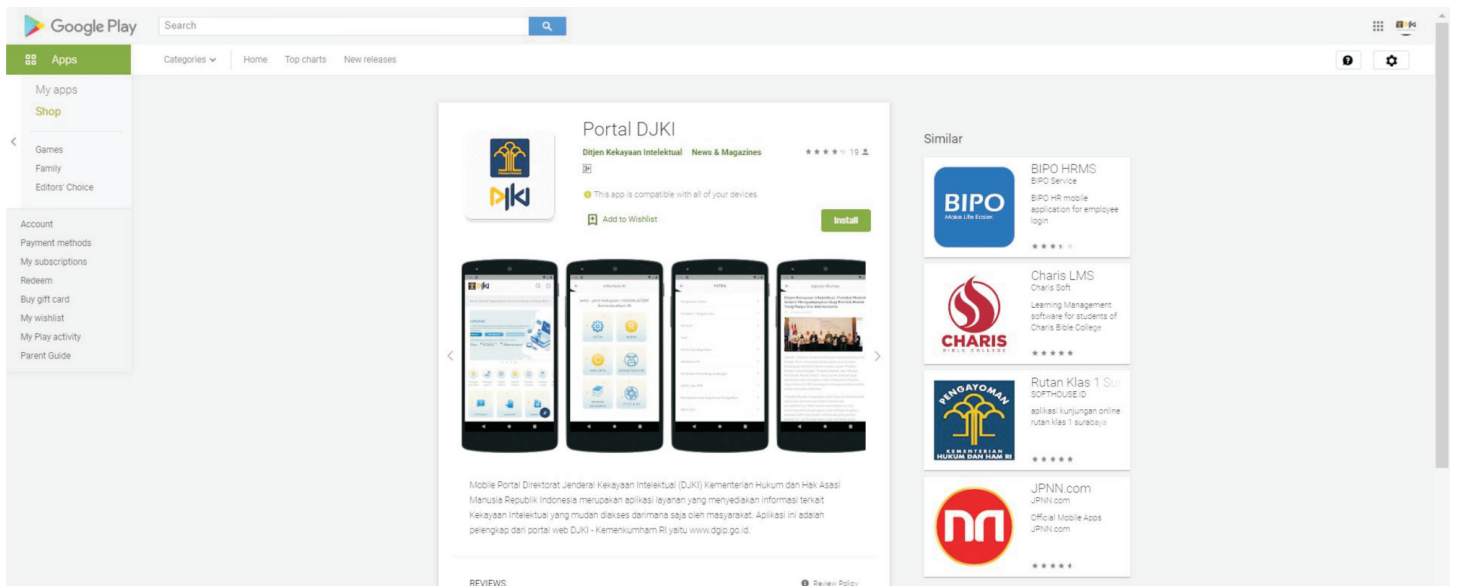 Google Play
Search
Apps
Categories
Home
Top charts
New releases
My apps
Shop
Games
Family
Editors' Choice
Account
Payment methods
My subscriptions
Redeem
Buy gift card
My wishlist
My Play activity
Parent Guide
Portal DJKI
Ditjen Kekayaan Intelektual News & Magazines
19
3+
This app is compatible with all of your devices.
Add to Wishlist
Install
Mobile Portal Direktorat Jenderal Kekayaan Intelektual (DJKI) Kementerian Hukum dan Hak Asasi
Manusia Republik Indonesia merupakan aplikasi layanan yang menyediakan informasi terkait
Kekayaan Intelektual yang mudah diakses darimana saja oleh masyarakat. Aplikasi ini adalah
pelengkap dari portal web DJKI - Kemenkumham RI yaitu www.dgip.go.id.
REVIEWS
Review Policy
Similar
BIPO
Make Life Easier
BIPO HRMS
BIPO Service
BIPO HR mobile
application for employee
login
CHARIS
BIBLE COLLEGE
Charis LMS
Charis Soft
Learning Management
software for students of
Charis Bible College
PENGAYOMAN
KEMENTERIAN
HUKUM DAN HAM RI
Rutan Klas 1 Su
SOFTHOUSE.ID
aplikasi kunjungan online
rutan klas 1 surabaya
JPNN.com
JPNN.com
Official Mobile Apps
JPNN.com